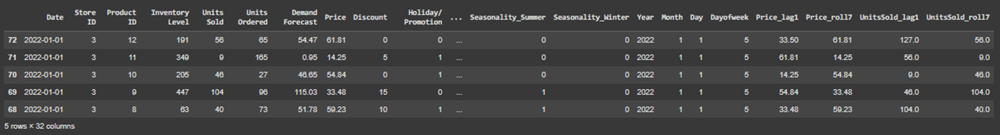 Date Store ID Product ID Inventory Level Units Sold Units Ordered Demand Forecast Price Discount Holiday/Promotion ... Seasonality_Summer Seasonality_Winter Year Month Day Dayofweek Price_lag1 Price_roll7 UnitsSold_lag1 UnitsSold_roll7
72 2022-01-01 3 12 191 56 65 54.47 61.81 0 0 ... 0 0 2022 1 1 5 33.50 61.81 127.0 56.0
71 2022-01-01 3 11 349 9 165 0.95 14.25 5 1 ... 0 0 2022 1 1 5 61.81 14.25 56.0 9.0
70 2022-01-01 3 10 205 46 27 46.65 54.84 0 1 ... 0 0 2022 1 1 5 14.25 54.84 9.0 46.0
69 2022-01-01 3 9 447 104 96 115.03 33.48 15 0 ... 1 0 2022 1 1 5 54.84 33.48 46.0 104.0
68 2022-01-01 3 8 63 40 73 51.78 59.23 10 1 ... 1 0 2022 1 1 5 33.48 59.23 104.0 40.0
5 rows × 32 columns